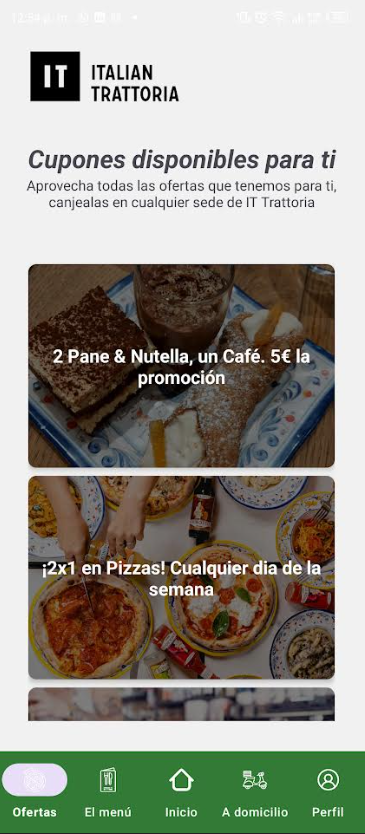 IT
ITALIAN
TRATTORIA
Cupones disponibles para ti
Aprovecha todas las ofertas que tenemos para ti,
canjealas en cualquier sede de IT Trattoria
2 Pane & Nutella, un Café. 5€ la
promoción
¡2x1 en Pizzas! Cualquier dia de la
semana
Ofertas
El menú
Inicio
A domicilio
Perfil